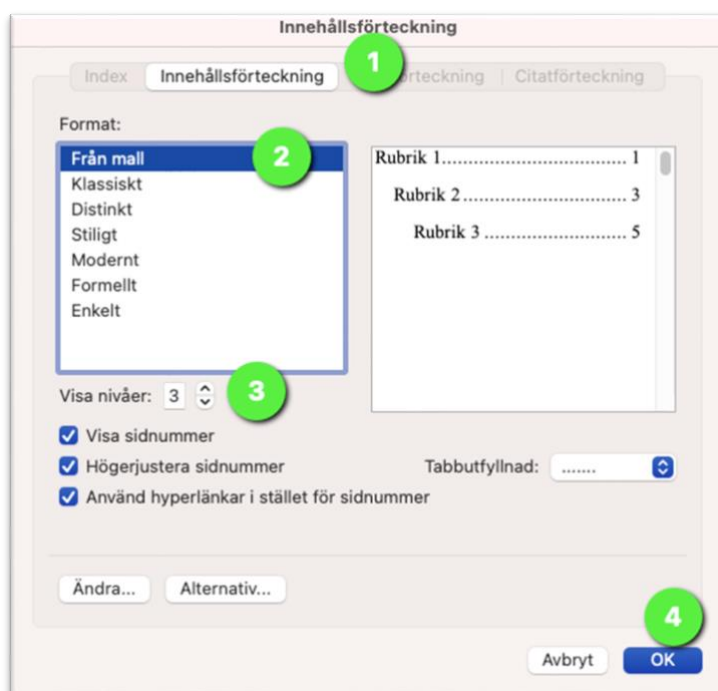 Innehållsförteckning
1
Index Innehållsförteckning rteckning Citatförteckning
Format:
Från mall
2
Klassiskt
Distinkt
Stiligt
Modernt
Formellt
Enkelt
Rubrik 1................................ 1
Rubrik 2............................ 3
Rubrik 3 ........................ 5
Visa nivåer: 3
3
Visa sidnummer
Högerjustera sidnummer
Tabbutfyllnad: .......
Använd hyperlänkar i stället för sidnummer
Ändra... Alternativ...
4
Avbryt OK